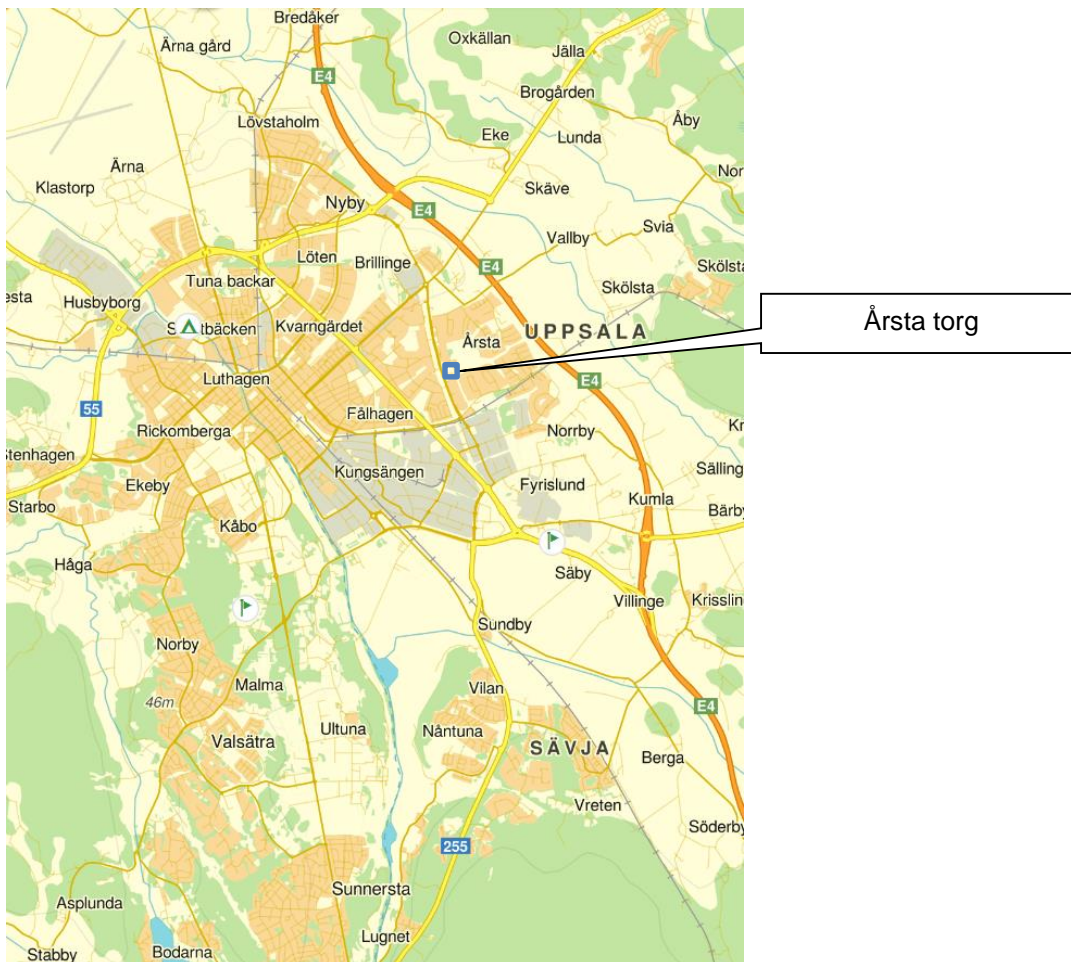 Bredåker
Oxkällan
Ärna gård
Jälla
E4
Brogården
Åby
Lövstaholm
Eke
Lunda
Ärna
Nor
Klastorp
Skäve
Nyby
E4
Svia
Vallby
Löten
Brillinge
E4
Skölsta
Tuna backar
Skölsta
esta
Husbyborg
Årsta torg
Kvarngärdet
UPPSALA
Årsta
Luthagen
E4
55
Fålhagen
Rickomberga
Norrby
Stenhagen
Kungsängen
Sälling
Ekeby
Fyrislund
Kumla
Starbo
Bärby
Kåbo
Håga
Säby
Villinge
Krisslin
Sundby
Norby
Malma
Vilan
46m
E4
Ultuna
Nåntuna
Valsätra
SÄVJA
Berga
Vreten
Söderby
255
Sunnersta
Asplunda
Lugnet
Stabby
Bodarna